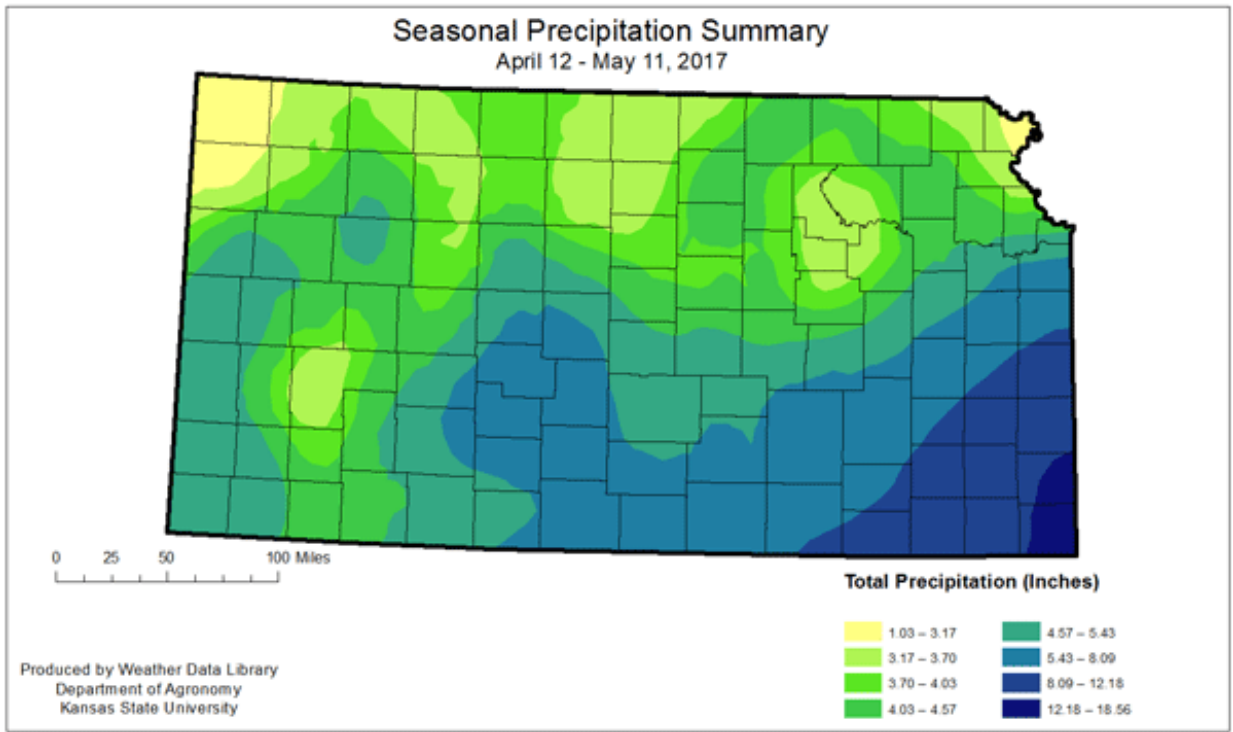 Seasonal Precipitation Summary
April 12 - May 11, 2017
0 25 50 100 Miles
Total Precipitation (Inches)
1.03 – 3.17
3.17 – 3.70
3.70 – 4.03
4.03 – 4.57
4.57 – 5.43
5.43 – 8.09
8.09 – 12.18
12.18 – 18.56
Produced by Weather Data Library
Department of Agronomy
Kansas State University